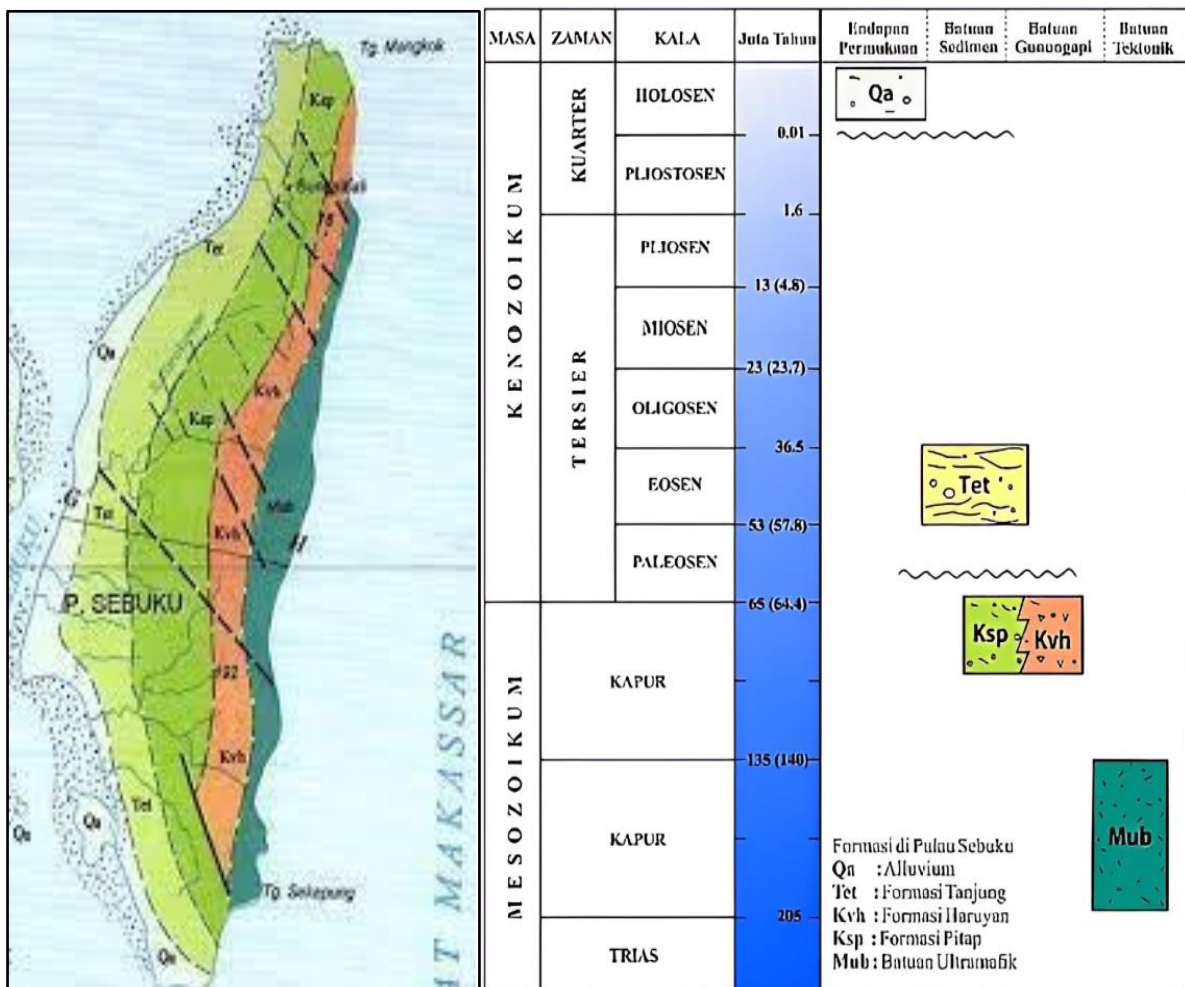 Tg. Mangkok
Ksp
Tet
Qa
Kvh
Ksp
Mub
G
Tet
Kvh
H
P. SEBUKU
192
Kvh
Tet
Qa
Qa
Tg. Sekapung
Qa
MAKASSAR
MASA
ZAMAN
KALA
Juta Tahun
Endapan Permukaan
Batuan Sedimen
Batuan Gunungapi
Batuan Tektonik
KENOZOIKUM
KUARTER
HOLOSEN
Qa
0.01
PLIOSTOSEN
1.6
TERSIER
PLIOSEN
13 (4.8)
MIOSEN
23 (23.7)
OLIGOSEN
36.5
EOSEN
Tet
53 (57.8)
PALEOSEN
65 (64.4)
MESOZOIKUM
KAPUR
Ksp
Kvh
135 (140)
KAPUR
Mub
205
TRIAS
Formasi di Pulau Sebuku
Qa : Alluvium
Tet : Formasi Tanjung
Kvh : Formasi Haruyan
Ksp : Formasi Pitap
Mub : Batuan Ultramafik